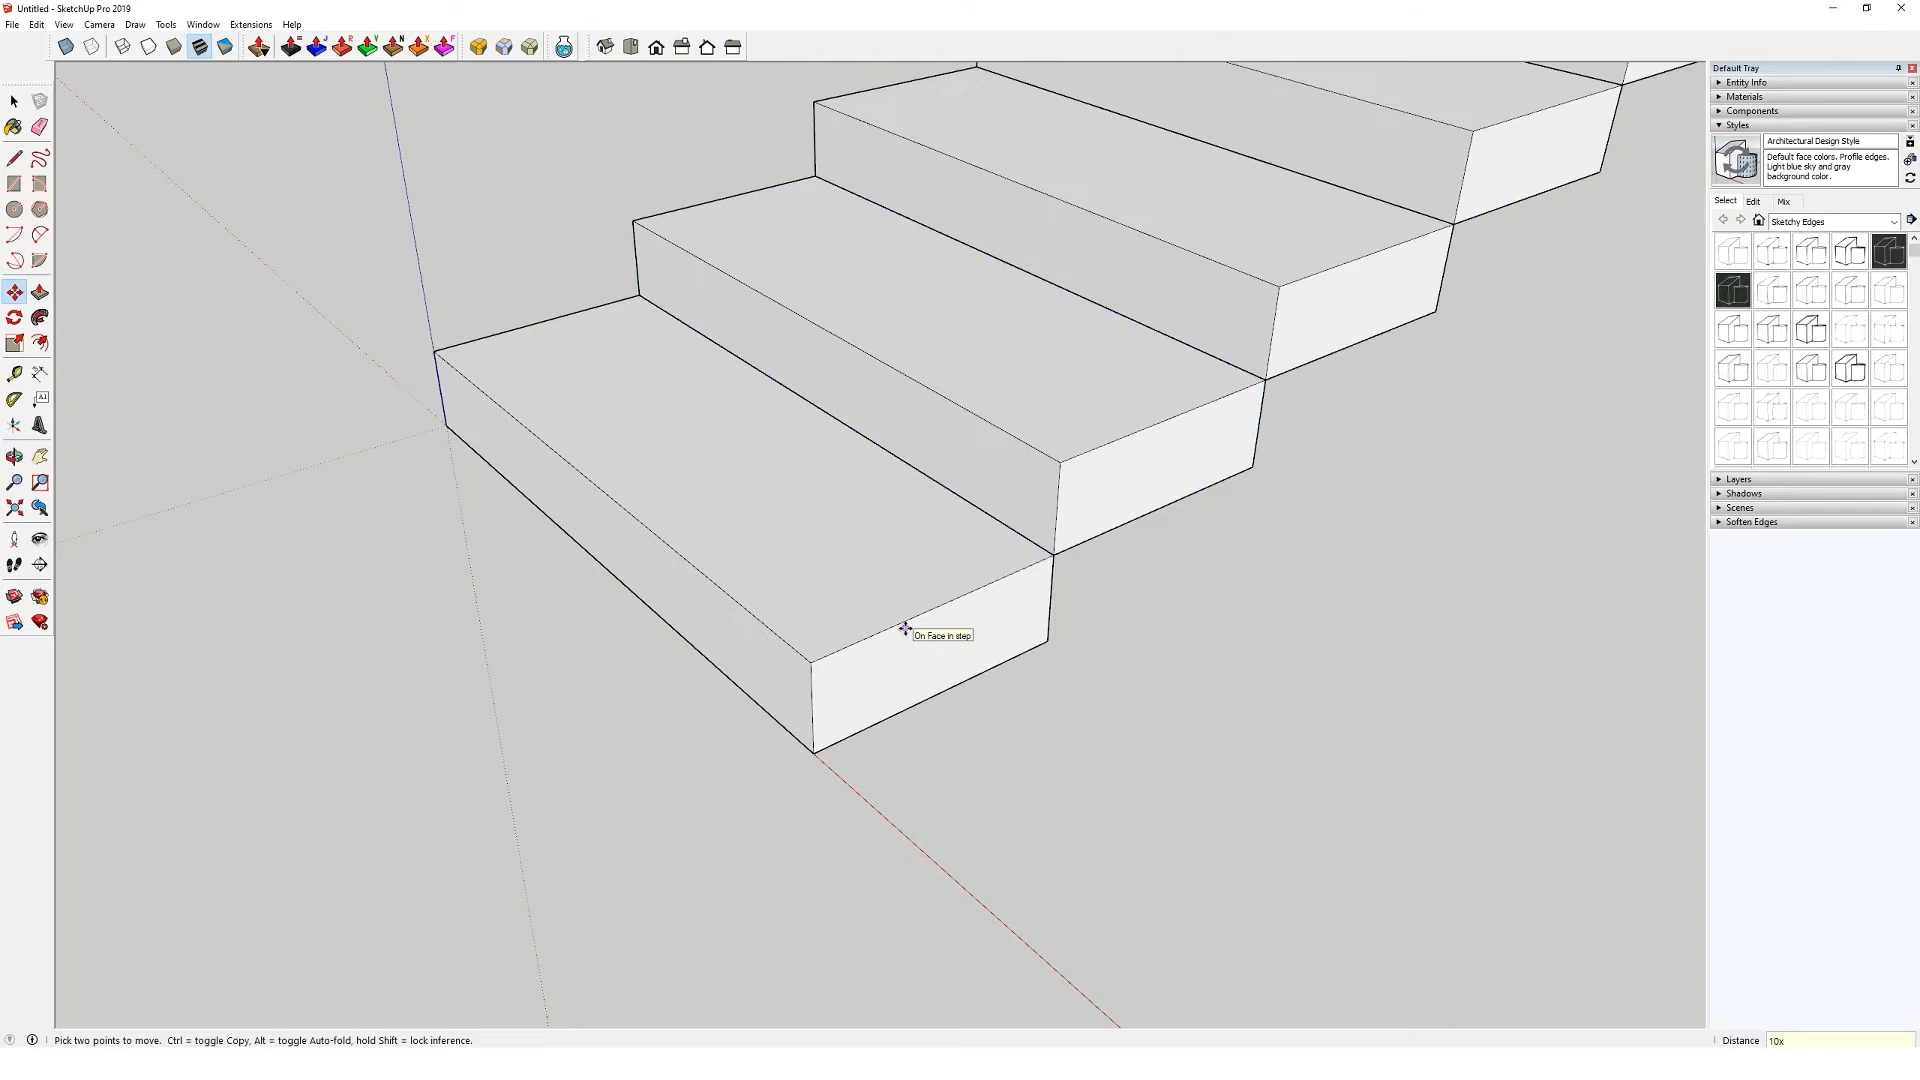 Untitled - SketchUp Pro 2019
File Edit View Camera Draw Tools Window Extensions Help
= J R V N X F
Default Tray
Entity Info
Materials
Components
Styles
Architectural Design Style
Default face colors. Profile edges.
Light blue sky and gray
background color.
Select Edit Mix
Sketchy Edges
A1
Layers
Shadows
Scenes
Soften Edges
On Face in step
Pick two points to move. Ctrl = toggle Copy, Alt = toggle Auto-fold, hold Shift = lock inference.
Distance 10x